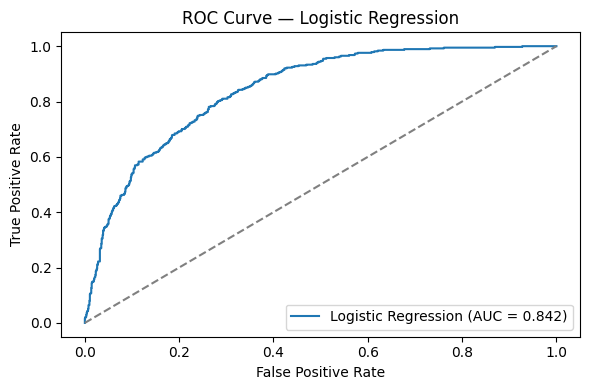 ROC Curve — Logistic Regression
1.0
0.8
0.6
0.4
0.2
0.0
True Positive Rate
Logistic Regression (AUC = 0.842)
0.0 0.2 0.4 0.6 0.8 1.0
False Positive Rate